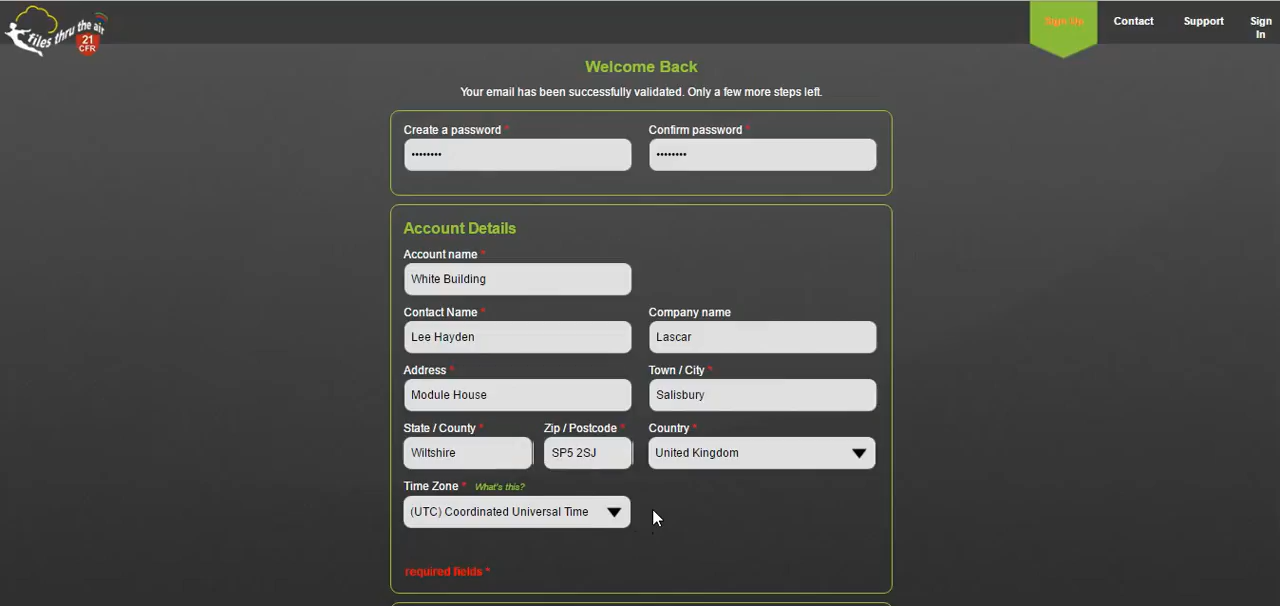 files thru the air
21
CFR
Sign Up
Contact
Support
Sign
In
Welcome Back
Your email has been successfully validated. Only a few more steps left.
Create a password *
Confirm password *
••••••••
••••••••
Account Details
Account name *
White Building
Contact Name *
Company name
Lee Hayden
Lascar
Address *
Town / City *
Module House
Salisbury
State / County *
Zip / Postcode *
Country *
Wiltshire
SP5 2SJ
United Kingdom
Time Zone * What's this?
(UTC) Coordinated Universal Time
required fields *